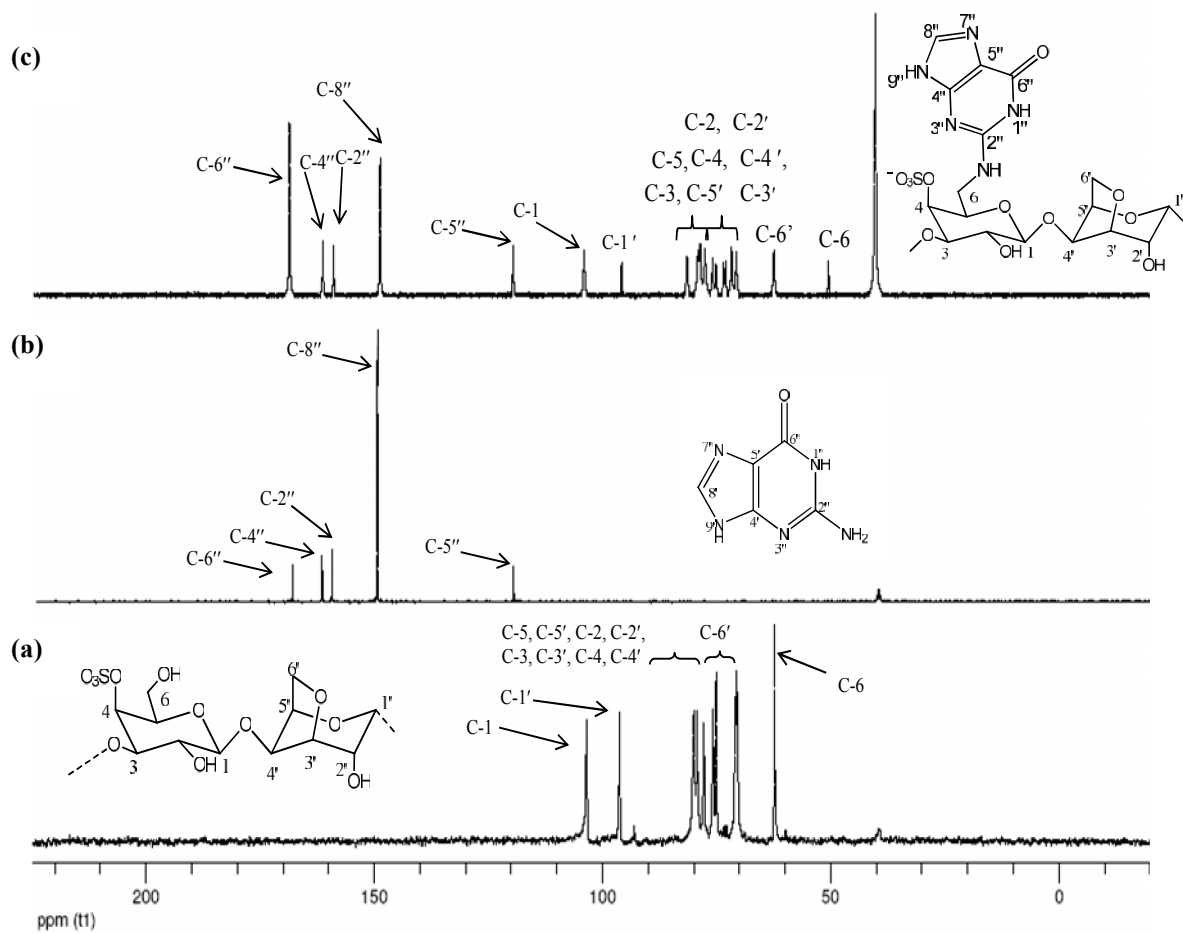 (c)
C-6″
C-4″
C-2″
C-8″
C-5″
C-1
C-1′
C-2, C-2′
C-5, C-4, C-4′,
C-3, C-5′ C-3′
C-6’
C-6
8″
7″
5″
O
6″
HN
9″
4″
N
N
3″
1″
NH
2″
NH
⁻O₃SO
6
4
O
O
3
OH
1
O
6′
5′
O
O
1′
4′
3′
2′
OH
(b)
C-8″
C-2″
C-4″
C-6″
C-5″
O
7″
N
6″
5′
1″
NH
8′
4′
2″
9′
N
H
N
3″
NH₂
(a)
C-5, C-5′, C-2, C-2′,
C-3, C-3′, C-4, C-4′
C-6′
C-6
C-1′
C-1
O₃SO
OH
6
4
O
O
3
OH
1
O
6′
O
5′
O
1′
4′
3′
2′
OH
200 150 100 50 0
ppm (t1)